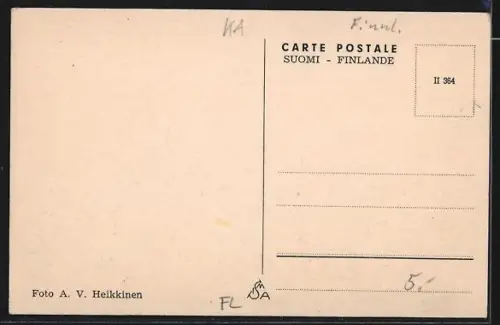 KA
Finnl.
CARTE POSTALE
SUOMI - FINLANDE
II 364
5.-
Foto A. V. Heikkinen
FL